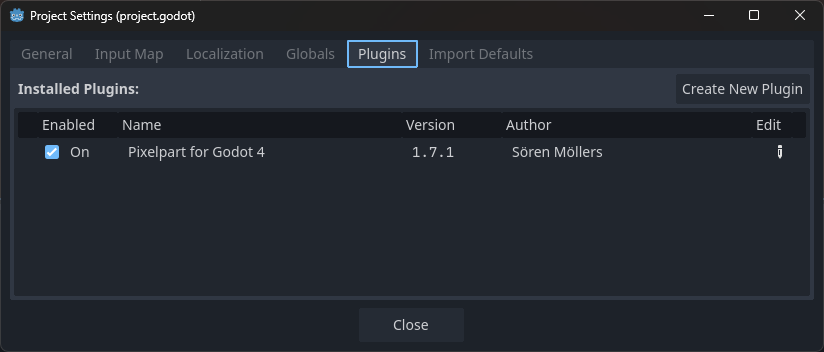 Project Settings (project.godot)
General Input Map Localization Globals Plugins Import Defaults
Installed Plugins: Create New Plugin
Enabled Name Version Author Edit
On Pixelpart for Godot 4 1.7.1 Sören Möllers
Close